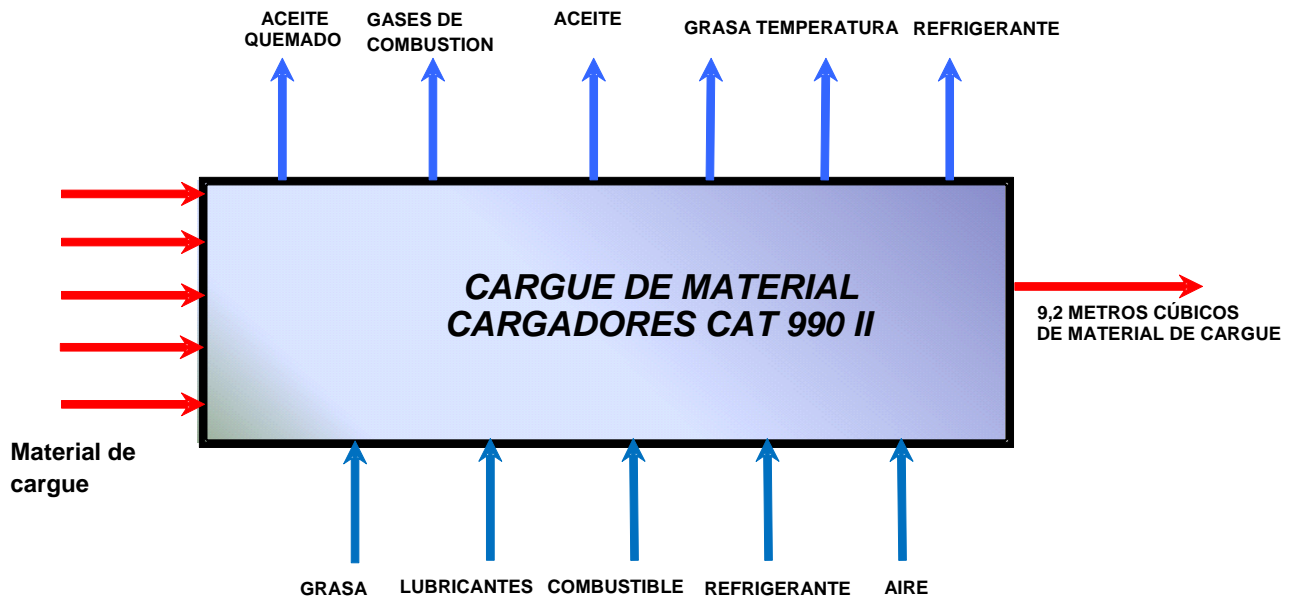 ACEITE
QUEMADO
GASES DE
COMBUSTION
ACEITE
GRASA TEMPERATURA
REFRIGERANTE
CARGUE DE MATERIAL
CARGADORES CAT 990 II
9,2 METROS CÚBICOS
DE MATERIAL DE CARGUE
Material de
cargue
GRASA
LUBRICANTES
COMBUSTIBLE
REFRIGERANTE
AIRE